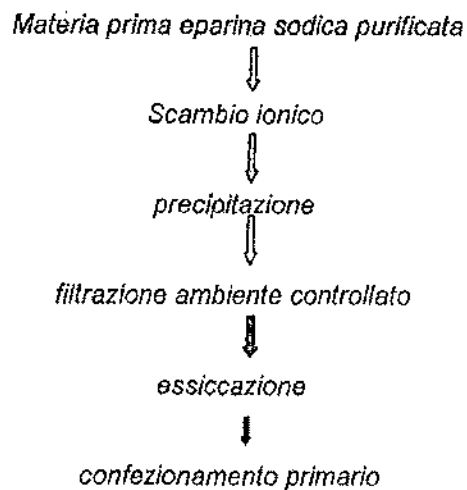 Materia prima eparina sodica purificata
Scambio ionico
precipitazione
filtrazione ambiente controllato
essiccazione
confezionamento primario